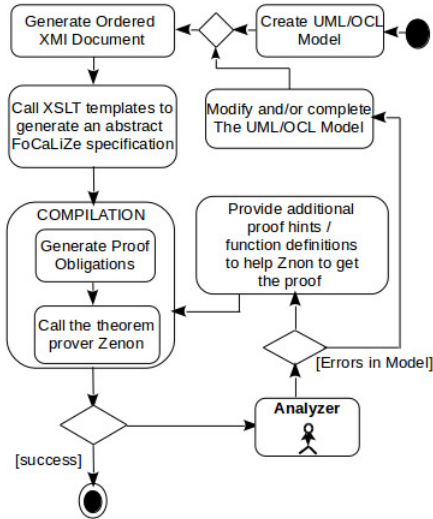 Generate Ordered
XMI Document
Create UML/OCL
Model
Call XSLT templates to
generate an abstract
FoCaLiZe specification
Modify and/or complete
The UML/OCL Model
COMPILATION
Generate Proof
Obligations
Call the theorem
prover Zenon
Provide additional
proof hints /
function definitions
to help Znon to get
the proof
[Errors in Model]
Analyzer
[success]